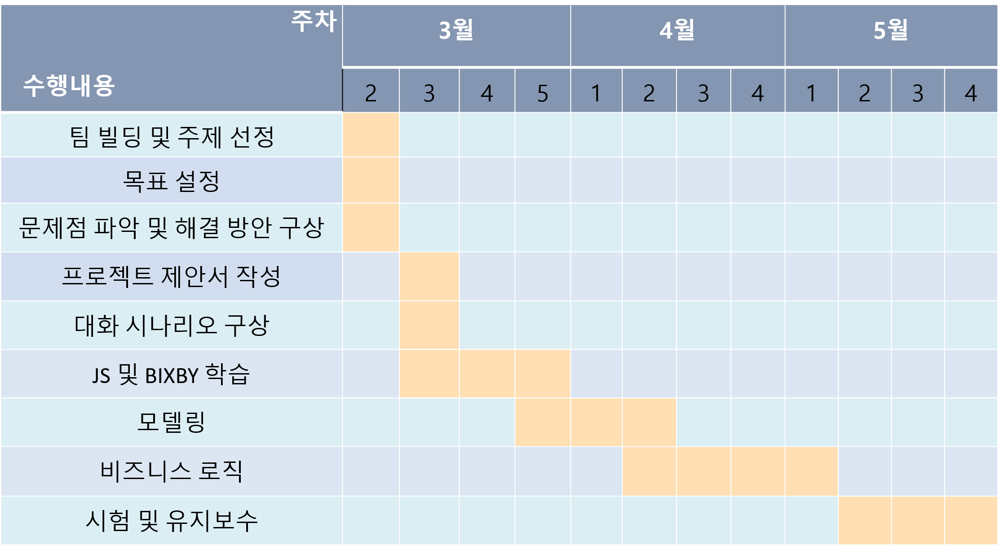 주차
3월 4월 5월
수행내용
2 3 4 5 1 2 3 4 1 2 3 4
팀 빌딩 및 주제 선정
목표 설정
문제점 파악 및 해결 방안 구상
프로젝트 제안서 작성
대화 시나리오 구상
JS 및 BIXBY 학습
모델링
비즈니스 로직
시험 및 유지보수